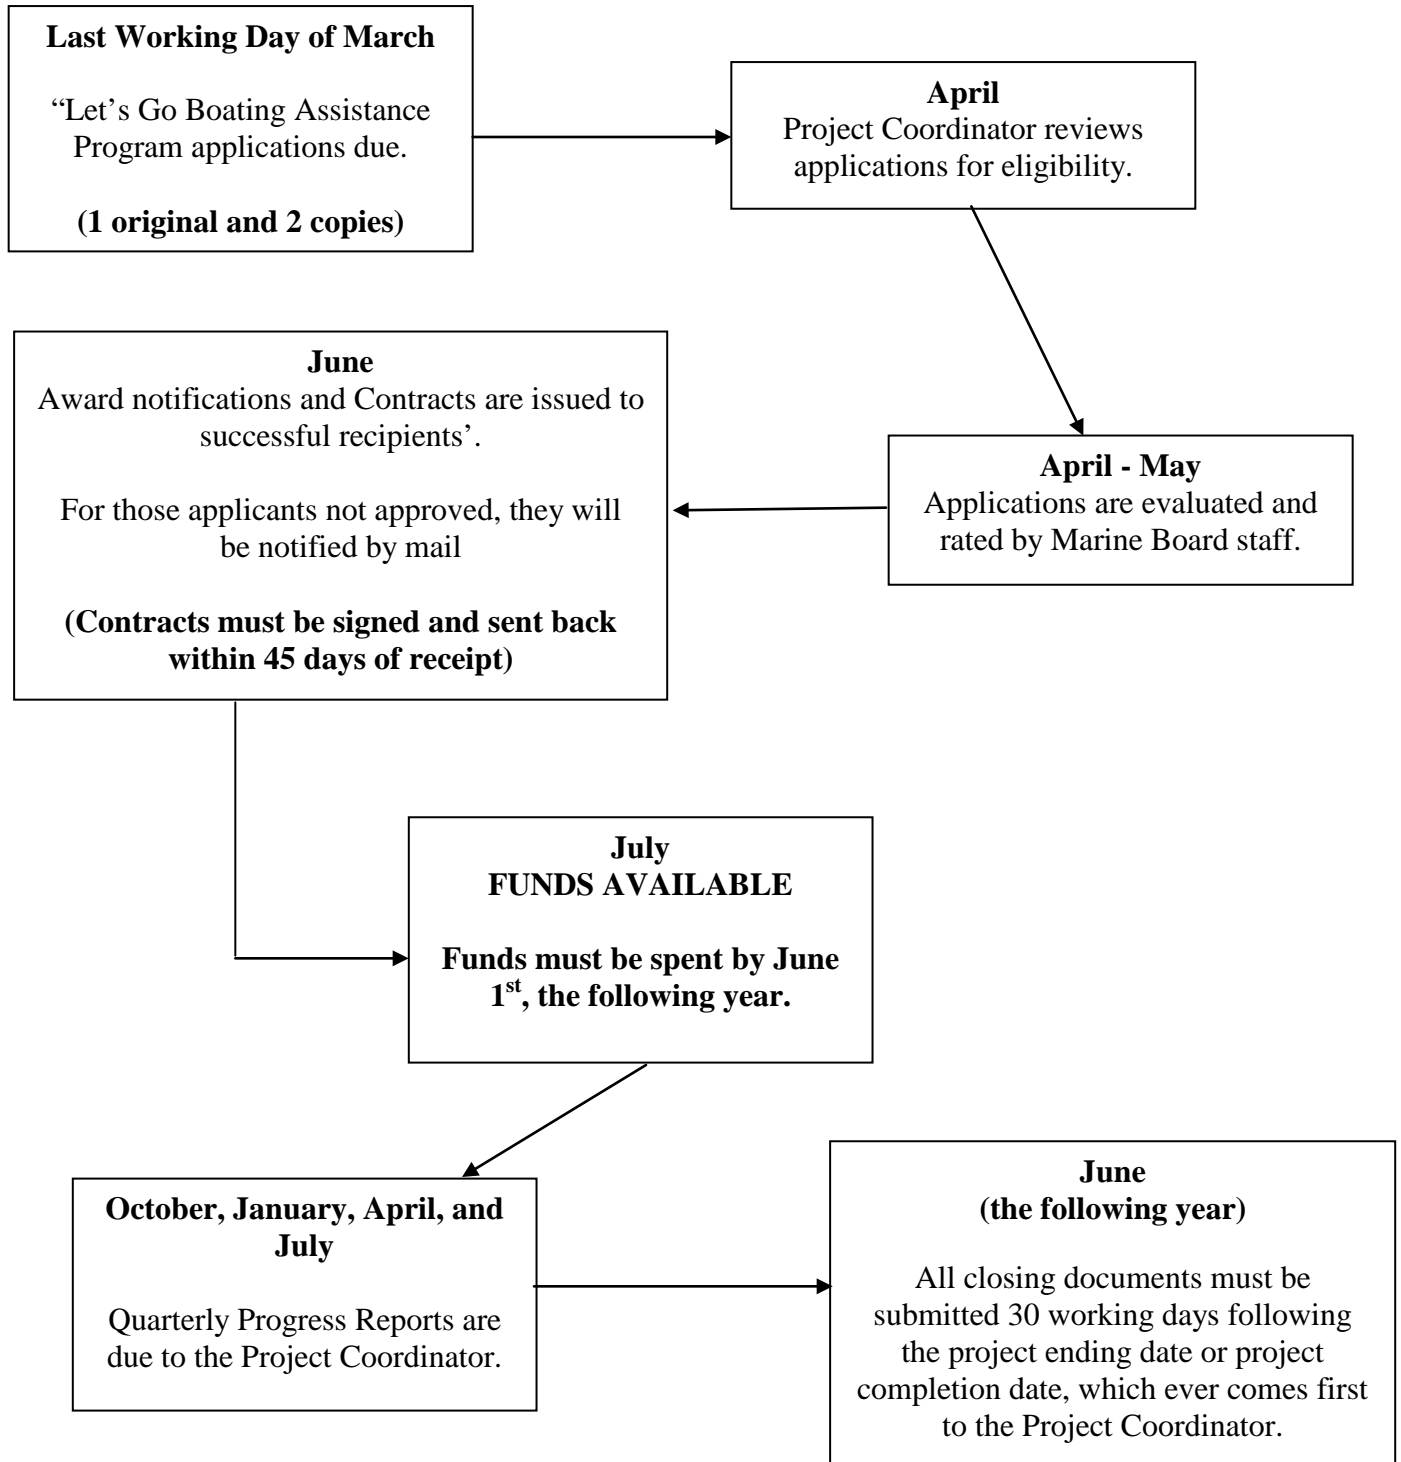 Last Working Day of March
“Let’s Go Boating Assistance
Program applications due.
(1 original and 2 copies)
April
Project Coordinator reviews
applications for eligibility.
April - May
Applications are evaluated and
rated by Marine Board staff.
June
Award notifications and Contracts are issued to
successful recipients’.
For those applicants not approved, they will
be notified by mail
(Contracts must be signed and sent back
within 45 days of receipt)
July
FUNDS AVAILABLE
Funds must be spent by June
1st, the following year.
October, January, April, and
July
Quarterly Progress Reports are
due to the Project Coordinator.
June
(the following year)
All closing documents must be
submitted 30 working days following
the project ending date or project
completion date, which ever comes first
to the Project Coordinator.